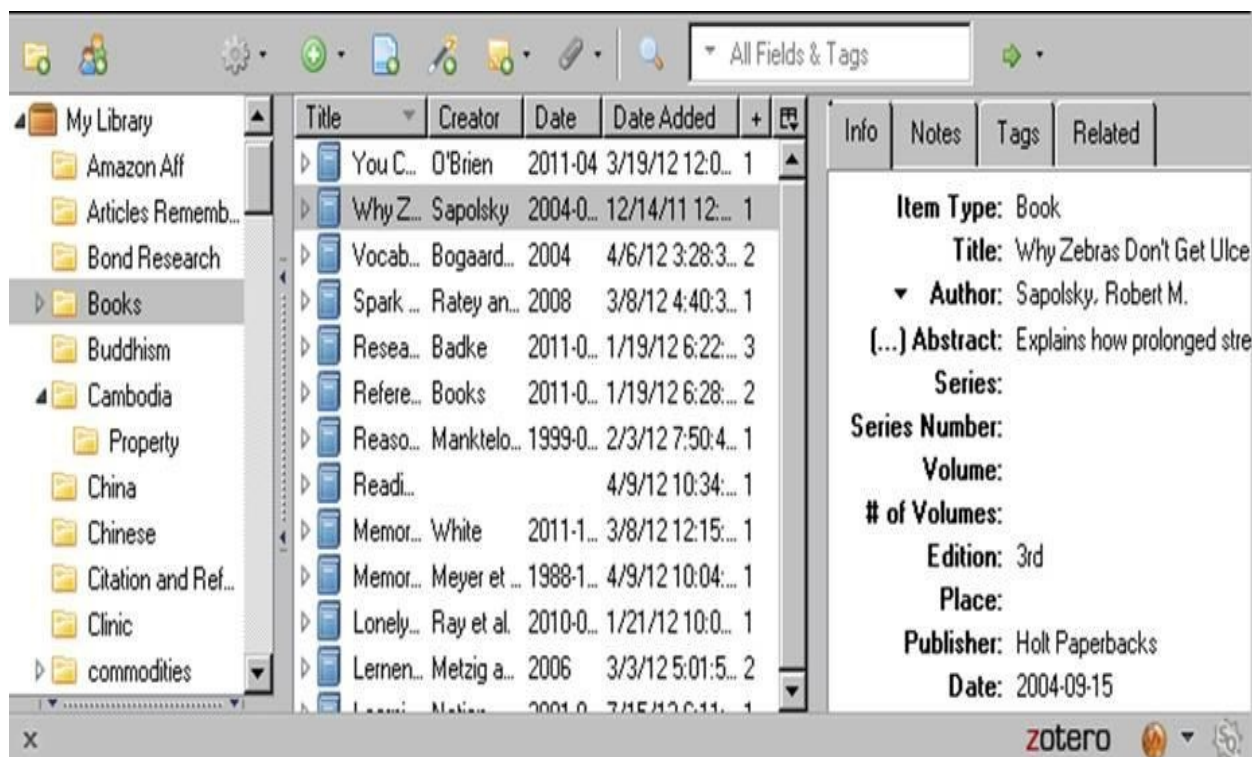 All Fields & Tags
My Library
Amazon Aff
Articles Rememb...
Bond Research
Books
Buddhism
Cambodia
Property
China
Chinese
Citation and Ref...
Clinic
commodities
Title Creator Date Date Added +
You C... O'Brien 2011-04 3/19/12 12:0... 1
Why Z... Sapolsky 2004-0... 12/14/11 12:... 1
Vocab... Bogaard... 2004 4/6/12 3:28:3... 2
Spark ... Ratey an... 2008 3/8/12 4:40:3... 1
Resea... Badke 2011-0... 1/19/12 6:22:... 3
Refere... Books 2011-0... 1/19/12 6:28:... 2
Reaso... Manktelo... 1999-0... 2/3/12 7:50:4... 1
Readi... 4/9/12 10:34:... 1
Memor... White 2011-1... 3/8/12 12:15:... 1
Memor... Meyer et ... 1988-1... 4/9/12 10:04:... 1
Lonely... Ray et al. 2010-0... 1/21/12 10:0... 1
Lernen... Metzig a... 2006 3/3/12 5:01:5... 2
Info Notes Tags Related
Item Type: Book
Title: Why Zebras Don't Get Ulce
Author: Sapolsky, Robert M.
(...) Abstract: Explains how prolonged stre
Series:
Series Number:
Volume:
# of Volumes:
Edition: 3rd
Place:
Publisher: Holt Paperbacks
Date: 2004-09-15
x
zotero